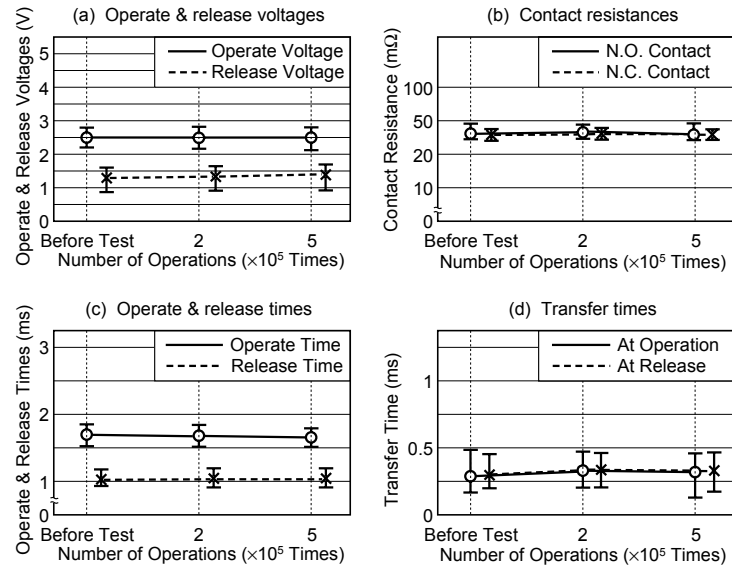 (a) Operate & release voltages
Operate & Release Voltages (V)
5
4
3
2
1
0
Operate Voltage
Release Voltage
Before Test
2
5
Number of Operations (×10⁵ Times)
(b) Contact resistances
Contact Resistance (mΩ)
100
50
20
10
0
N.O. Contact
N.C. Contact
Before Test
2
5
Number of Operations (×10⁵ Times)
(c) Operate & release times
Operate & Release Times (ms)
3
2
1
0
Operate Time
Release Time
Before Test
2
5
Number of Operations (×10⁵ Times)
(d) Transfer times
Transfer Time (ms)
1
0.5
0
At Operation
At Release
Before Test
2
5
Number of Operations (×10⁵ Times)